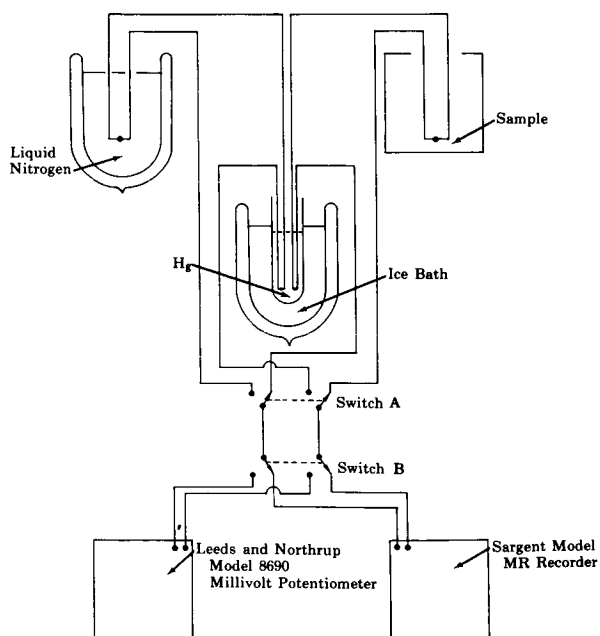 Liquid
Nitrogen
Sample
Hg
Ice Bath
Switch A
Switch B
Leeds and Northrup
Model 8690
Millivolt Potentiometer
Sargent Model
MR Recorder